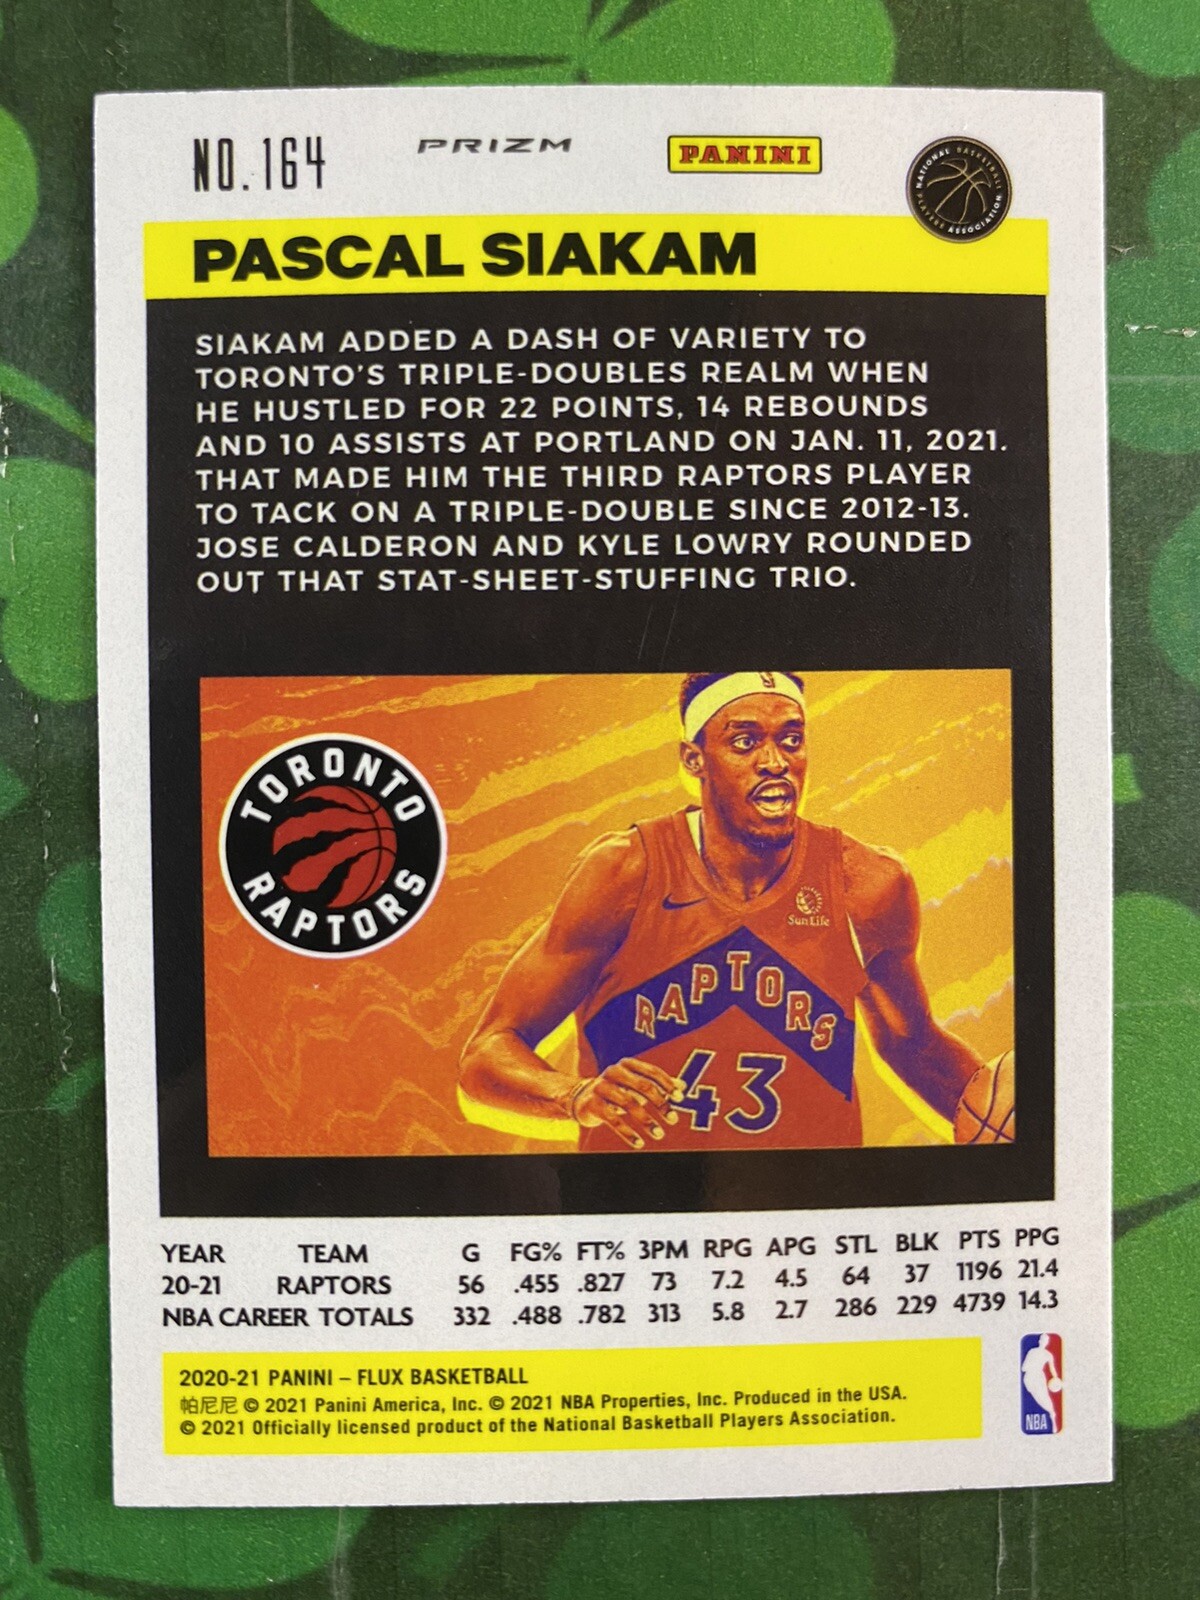 NO. 164 PRIZM PANINI
NATIONAL BASKETBALL PLAYERS ASSOCIATION
PASCAL SIAKAM
SIAKAM ADDED A DASH OF VARIETY TO
TORONTO'S TRIPLE-DOUBLES REALM WHEN
HE HUSTLED FOR 22 POINTS, 14 REBOUNDS
AND 10 ASSISTS AT PORTLAND ON JAN. 11, 2021.
THAT MADE HIM THE THIRD RAPTORS PLAYER
TO TACK ON A TRIPLE-DOUBLE SINCE 2012-13.
JOSE CALDERON AND KYLE LOWRY ROUNDED
OUT THAT STAT-SHEET-STUFFING TRIO.
TORONTO
RAPTORS
Sun Life
RAPTORS
43
YEAR TEAM G FG% FT% 3PM RPG APG STL BLK PTS PPG
20-21 RAPTORS 56 .455 .827 73 7.2 4.5 64 37 1196 21.4
NBA CAREER TOTALS 332 .488 .782 313 5.8 2.7 286 229 4739 14.3
2020-21 PANINI – FLUX BASKETBALL
帕尼尼 © 2021 Panini America, Inc. © 2021 NBA Properties, Inc. Produced in the USA.
© 2021 Officially licensed product of the National Basketball Players Association.
NBA